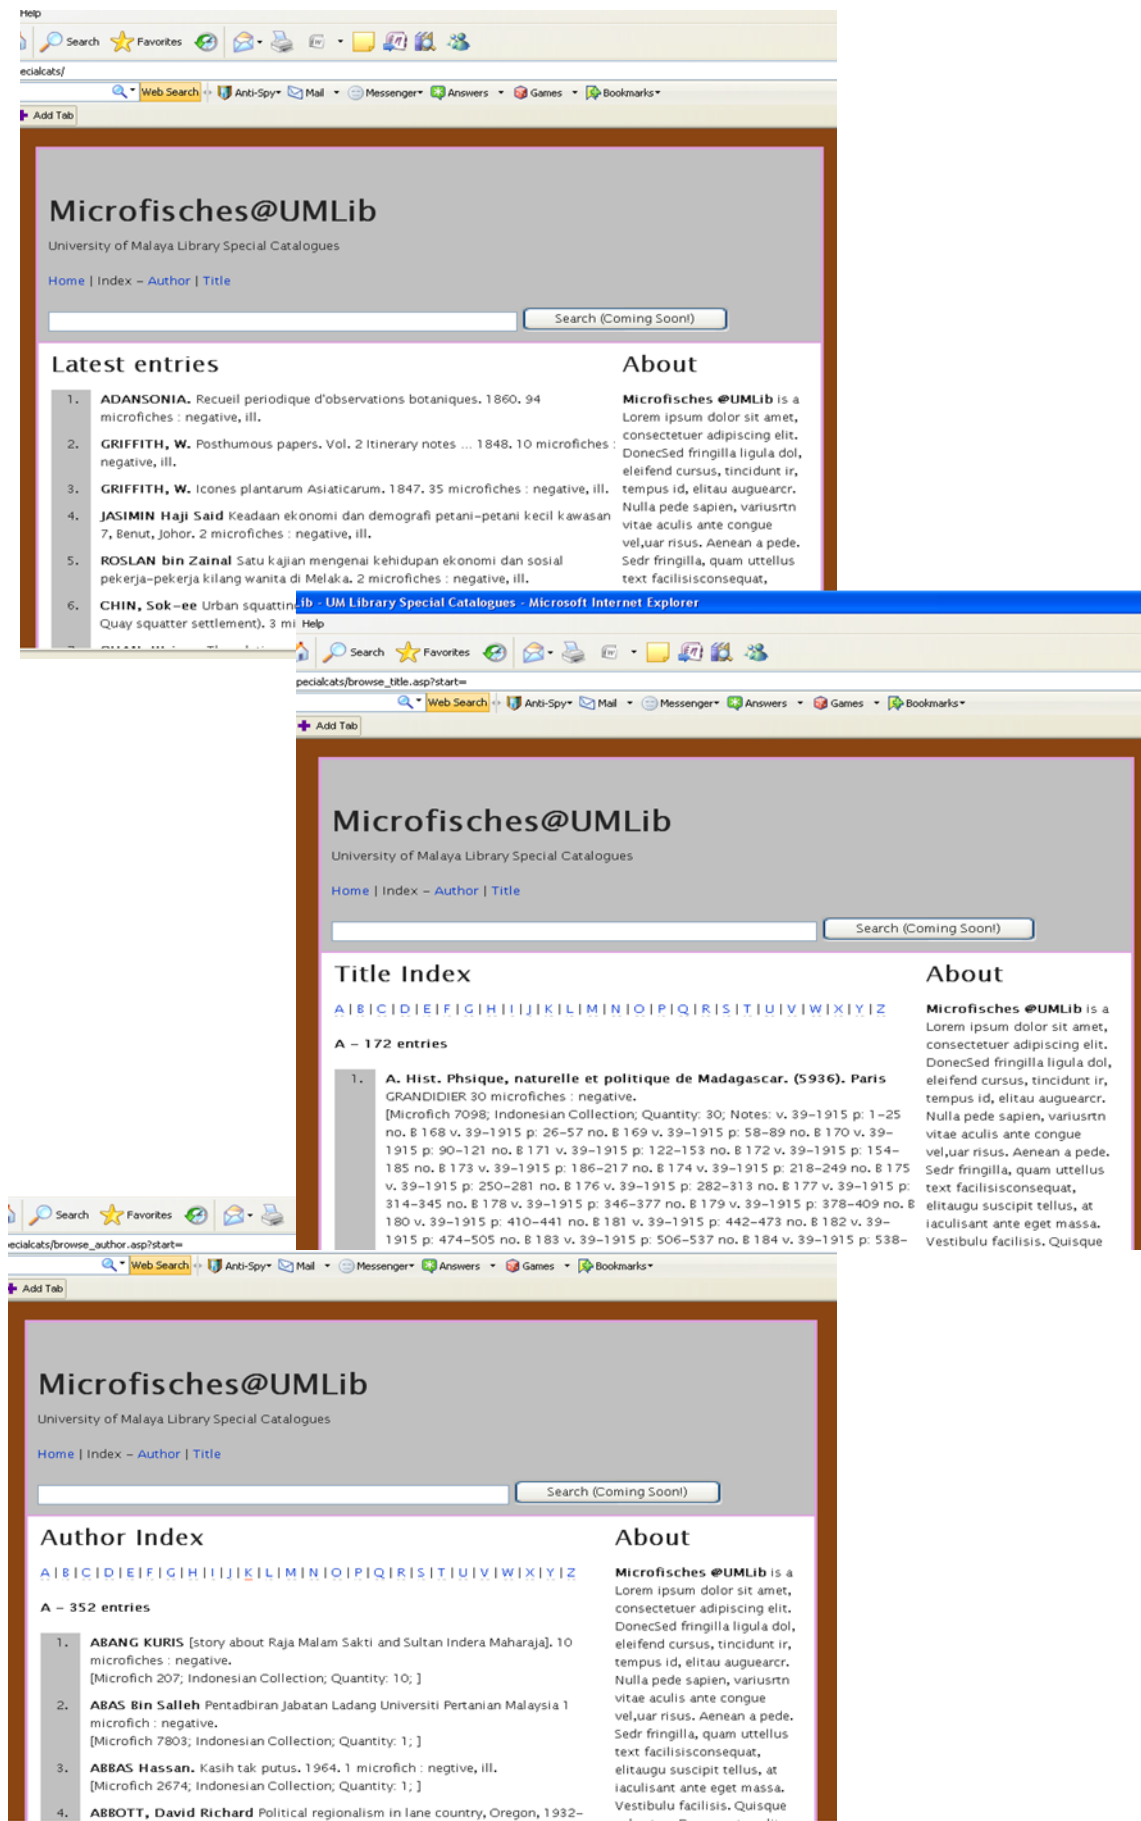 Help
Search Favorites
ecialcats/
Web Search Anti-Spy Mail Messenger Answers Games Bookmarks
Add Tab
Microfisches@UMLib
University of Malaya Library Special Catalogues
Home | Index – Author | Title
Search (Coming Soon!)
Latest entries
1. ADANSONIA. Recueil periodique d'observations botaniques. 1860. 94
microfiches : negative, ill.
2. GRIFFITH, W. Posthumous papers. Vol. 2 Itinerary notes ... 1848. 10 microfiches :
negative, ill.
3. GRIFFITH, W. Icones plantarum Asiaticarum. 1847. 35 microfiches : negative, ill.
4. JASIMIN Haji Said Keadaan ekonomi dan demografi petani–petani kecil kawasan
7, Benut, Johor. 2 microfiches : negative, ill.
5. ROSLAN bin Zainal Satu kajian mengenai kehidupan ekonomi dan sosial
pekerja–pekerja kilang wanita di Melaka. 2 microfiches : negative, ill.
6. CHIN, Sok–ee Urban squattin
Quay squatter settlement). 3 mi
About
Microfisches @UMLib is a
Lorem ipsum dolor sit amet,
consectetuer adipiscing elit.
DonecSed fringilla ligula dol,
eleifend cursus, tincidunt ir,
tempus id, elitau auguearcr.
Nulla pede sapien, variusrtn
vitae aculis ante congue
vel,uar risus. Aenean a pede.
Sedr fringilla, quam uttellus
text facilisisconsequat,
ib - UM Library Special Catalogues - Microsoft Internet Explorer
Help
Search Favorites
pecialcats/browse_title.asp?start=
Web Search Anti-Spy Mail Messenger Answers Games Bookmarks
Add Tab
Microfisches@UMLib
University of Malaya Library Special Catalogues
Home | Index – Author | Title
Search (Coming Soon!)
Title Index
A | B | C | D | E | F | G | H | I | J | K | L | M | N | O | P | Q | R | S | T | U | V | W | X | Y | Z
A – 172 entries
1. A. Hist. Phsique, naturelle et politique de Madagascar. (5936). Paris
GRANDIDIER 30 microfiches : negative.
[Microfich 7098; Indonesian Collection; Quantity: 30; Notes: v. 39–1915 p: 1–25
no. B 168 v. 39–1915 p: 26–57 no. B 169 v. 39–1915 p: 58–89 no. B 170 v. 39–
1915 p: 90–121 no. B 171 v. 39–1915 p: 122–153 no. B 172 v. 39–1915 p: 154–
185 no. B 173 v. 39–1915 p: 186–217 no. B 174 v. 39–1915 p: 218–249 no. B 175
v. 39–1915 p: 250–281 no. B 176 v. 39–1915 p: 282–313 no. B 177 v. 39–1915 p:
314–345 no. B 178 v. 39–1915 p: 346–377 no. B 179 v. 39–1915 p: 378–409 no. B
180 v. 39–1915 p: 410–441 no. B 181 v. 39–1915 p: 442–473 no. B 182 v. 39–
1915 p: 474–505 no. B 183 v. 39–1915 p: 506–537 no. B 184 v. 39–1915 p: 538–
About
Microfisches @UMLib is a
Lorem ipsum dolor sit amet,
consectetuer adipiscing elit.
DonecSed fringilla ligula dol,
eleifend cursus, tincidunt ir,
tempus id, elitau auguearcr.
Nulla pede sapien, variusrtn
vitae aculis ante congue
vel,uar risus. Aenean a pede.
Sedr fringilla, quam uttellus
text facilisisconsequat,
elitaugu suscipit tellus, at
iaculisant ante eget massa.
Vestibulu facilisis. Quisque
Search Favorites
ecialcats/browse_author.asp?start=
Web Search Anti-Spy Mail Messenger Answers Games Bookmarks
Add Tab
Microfisches@UMLib
University of Malaya Library Special Catalogues
Home | Index – Author | Title
Search (Coming Soon!)
Author Index
A | B | C | D | E | F | G | H | I | J | K | L | M | N | O | P | Q | R | S | T | U | V | W | X | Y | Z
A – 352 entries
1. ABANG KURIS [story about Raja Malam Sakti and Sultan Indera Maharaja]. 10
microfiches : negative.
[Microfich 207; Indonesian Collection; Quantity: 10; ]
2. ABAS Bin Salleh Pentadbiran Jabatan Ladang Universiti Pertanian Malaysia 1
microfich : negative.
[Microfich 7803; Indonesian Collection; Quantity: 1; ]
3. ABBAS Hassan. Kasih tak putus. 1964. 1 microfich : negtive, ill.
[Microfich 2674; Indonesian Collection; Quantity: 1; ]
4. ABBOTT, David Richard Political regionalism in lane country, Oregon, 1932–
About
Microfisches @UMLib is a
Lorem ipsum dolor sit amet,
consectetuer adipiscing elit.
DonecSed fringilla ligula dol,
eleifend cursus, tincidunt ir,
tempus id, elitau auguearcr.
Nulla pede sapien, variusrtn
vitae aculis ante congue
vel,uar risus. Aenean a pede.
Sedr fringilla, quam uttellus
text facilisisconsequat,
elitaugu suscipit tellus, at
iaculisant ante eget massa.
Vestibulu facilisis. Quisque